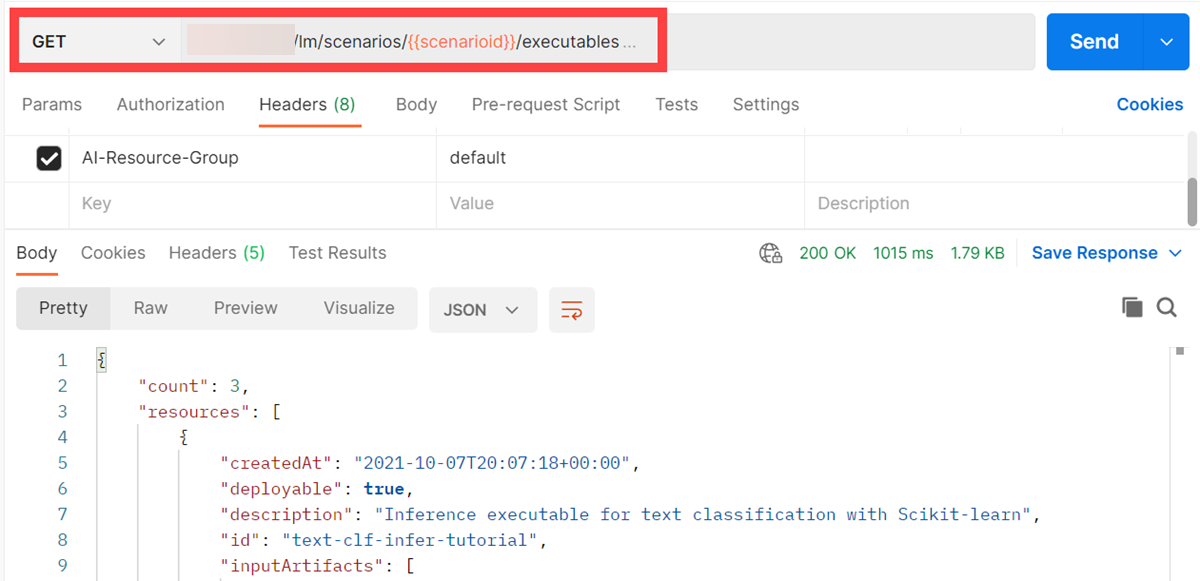 GET /lm/scenarios/{{scenarioid}}/executables ... Send
Params Authorization Headers (8) Body Pre-request Script Tests Settings Cookies
AI-Resource-Group default
Key Value Description
Body Cookies Headers (5) Test Results 200 OK 1015 ms 1.79 KB Save Response
Pretty Raw Preview Visualize JSON
1 {
2 "count": 3,
3 "resources": [
4 {
5 "createdAt": "2021-10-07T20:07:18+00:00",
6 "deployable": true,
7 "description": "Inference executable for text classification with Scikit-learn",
8 "id": "text-clf-infer-tutorial",
9 "inputArtifacts": [